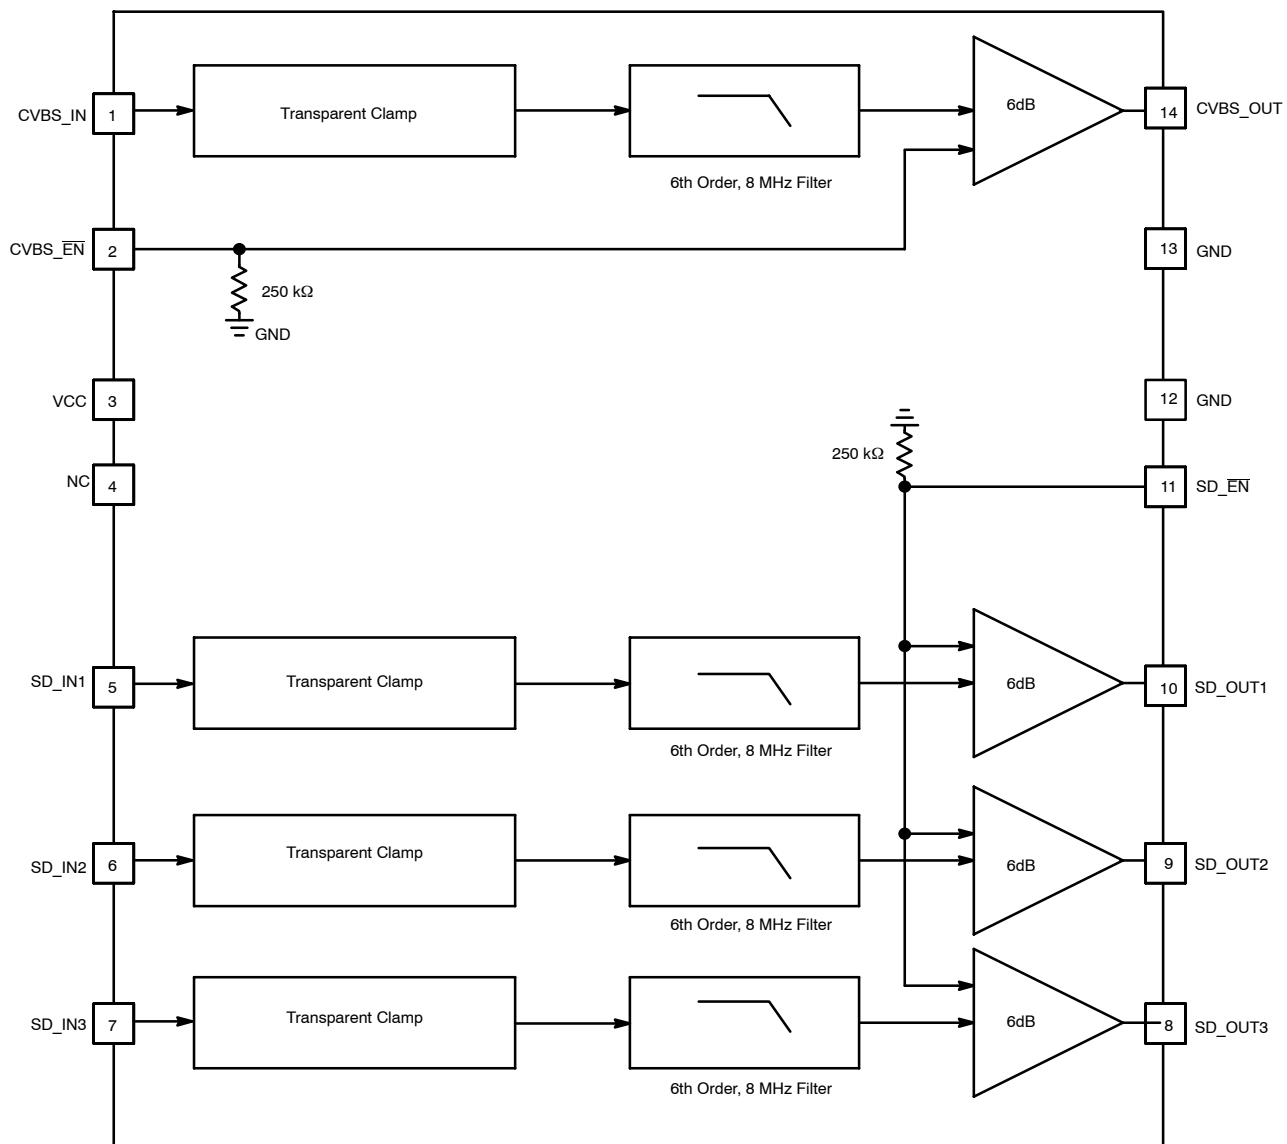 CVBS_IN 1 Transparent Clamp 6dB 14 CVBS_OUT
6th Order, 8 MHz Filter
CVBS_E̅N̅ 2 13 GND
250 kΩ
GND
VCC 3 12 GND
250 kΩ
NC 4 11 SD_E̅N̅
SD_IN1 5 Transparent Clamp 6dB 10 SD_OUT1
6th Order, 8 MHz Filter
SD_IN2 6 Transparent Clamp 6dB 9 SD_OUT2
6th Order, 8 MHz Filter
SD_IN3 7 Transparent Clamp 6dB 8 SD_OUT3
6th Order, 8 MHz Filter